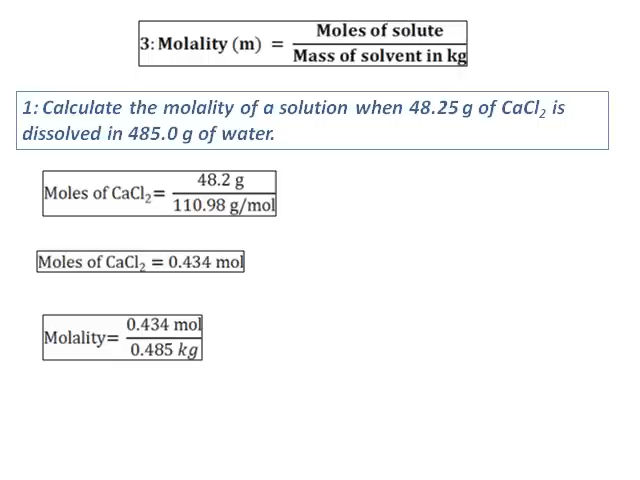 3: Molality (m) = Moles of solute / Mass of solvent in kg
1: Calculate the molality of a solution when 48.25 g of CaCl₂ is
dissolved in 485.0 g of water.
Moles of CaCl₂= 48.2 g / 110.98 g/mol
Moles of CaCl₂ = 0.434 mol
Molality= 0.434 mol / 0.485 kg